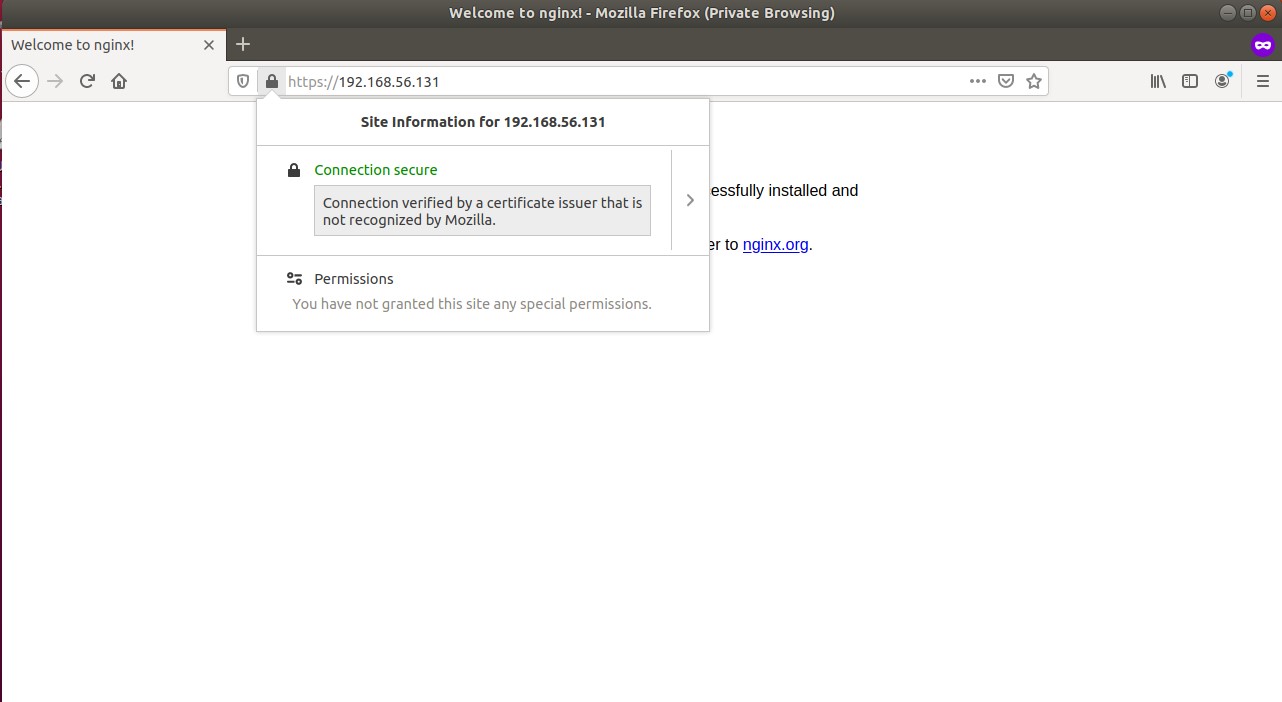 Welcome to nginx! - Mozilla Firefox (Private Browsing)
Welcome to nginx!
https://192.168.56.131
Site Information for 192.168.56.131
Connection secure
Connection verified by a certificate issuer that is
not recognized by Mozilla.
essfully installed and
er to nginx.org.
Permissions
You have not granted this site any special permissions.